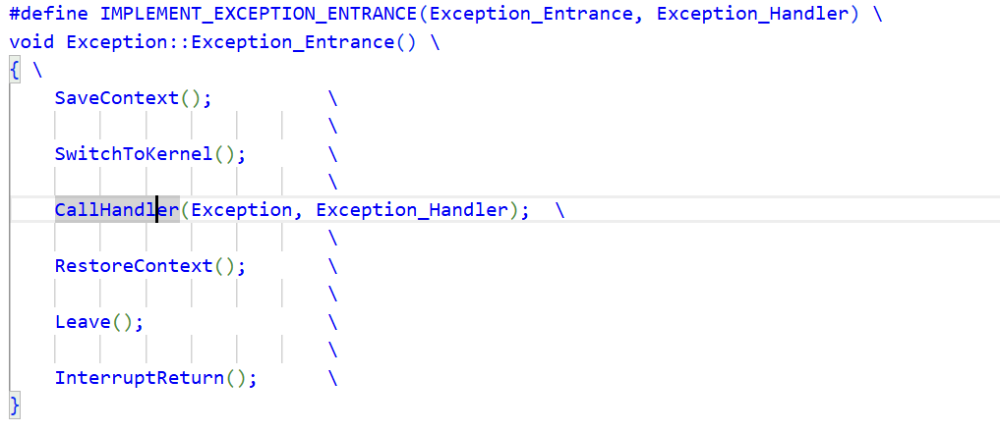 #define IMPLEMENT_EXCEPTION_ENTRANCE(Exception_Entrance, Exception_Handler) \
void Exception::Exception_Entrance() \
{ \
    SaveContext();          \
                            \
    SwitchToKernel();       \
                            \
    CallHandler(Exception, Exception_Handler);  \
                            \
    RestoreContext();       \
                            \
    Leave();                \
                            \
    InterruptReturn();      \
}